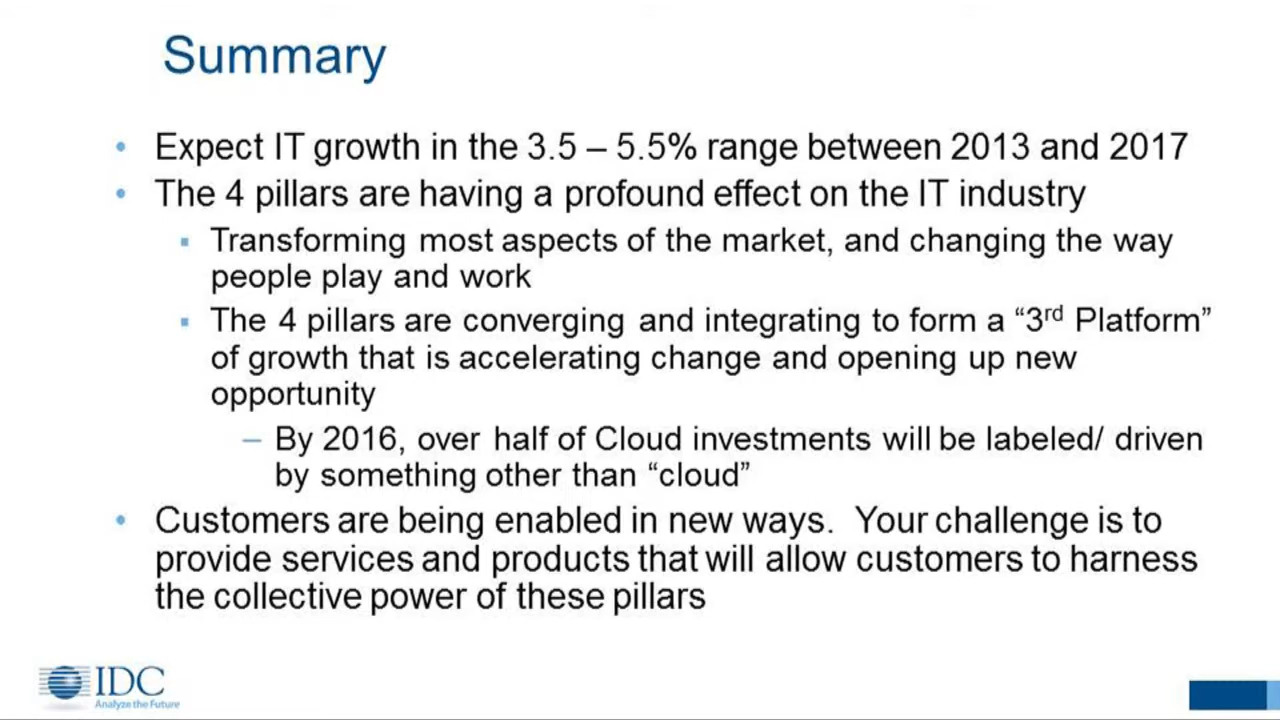 Summary
• Expect IT growth in the 3.5 – 5.5% range between 2013 and 2017
• The 4 pillars are having a profound effect on the IT industry
▪ Transforming most aspects of the market, and changing the way
people play and work
▪ The 4 pillars are converging and integrating to form a “3rd Platform”
of growth that is accelerating change and opening up new
opportunity
– By 2016, over half of Cloud investments will be labeled/ driven
by something other than “cloud”
• Customers are being enabled in new ways.  Your challenge is to
provide services and products that will allow customers to harness
the collective power of these pillars
IDC
Analyze the Future